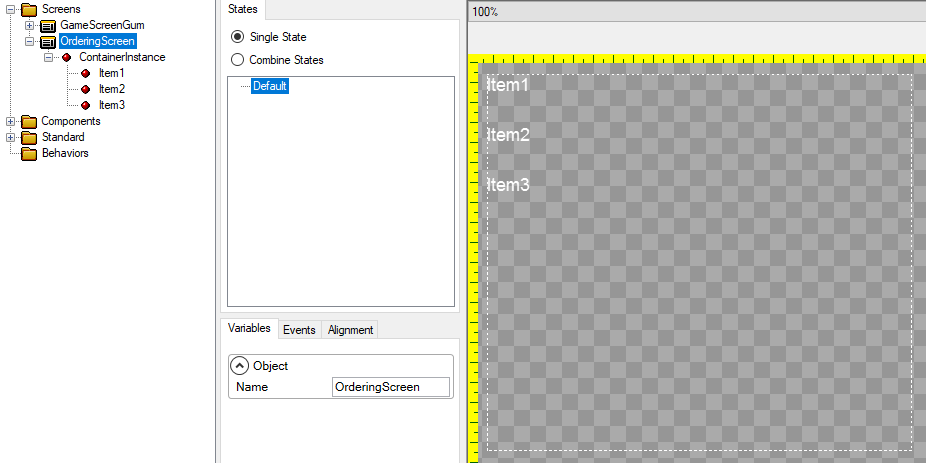 Screens
GameScreenGum
OrderingScreen
ContainerInstance
Item1
Item2
Item3
Components
Standard
Behaviors
States
Single State
Combine States
Default
Variables Events Alignment
Object
Name OrderingScreen
100%
Item1
Item2
Item3